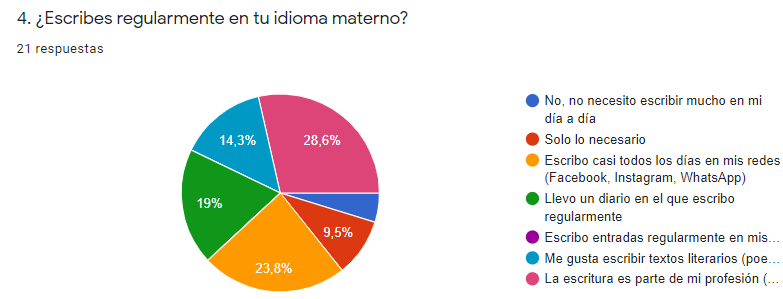 4. ¿Escribes regularmente en tu idioma materno?
21 respuestas
14,3%
28,6%
19%
9,5%
23,8%
No, no necesito escribir mucho en mi
día a día
Solo lo necesario
Escribo casi todos los días en mis redes
(Facebook, Instagram, WhatsApp)
Llevo un diario en el que escribo
regularmente
Escribo entradas regularmente en mis...
Me gusta escribir textos literarios (poe...
La escritura es parte de mi profesión (...